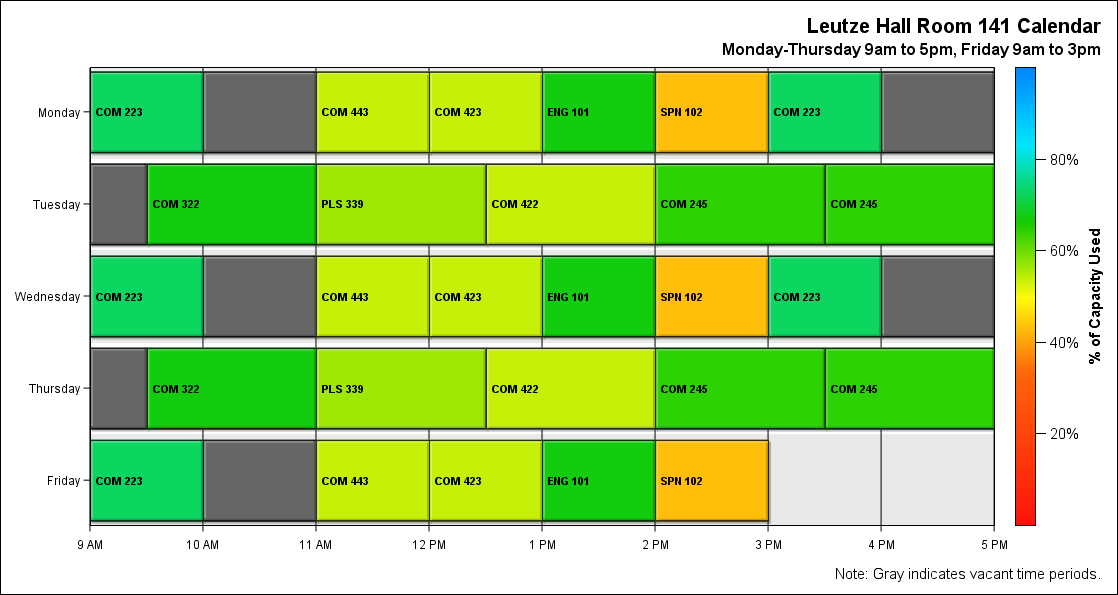 Leutze Hall Room 141 Calendar
Monday-Thursday 9am to 5pm, Friday 9am to 3pm
Monday
COM 223
COM 443
COM 423
ENG 101
SPN 102
COM 223
Tuesday
COM 322
PLS 339
COM 422
COM 245
COM 245
Wednesday
COM 223
COM 443
COM 423
ENG 101
SPN 102
COM 223
Thursday
COM 322
PLS 339
COM 422
COM 245
COM 245
Friday
COM 223
COM 443
COM 423
ENG 101
SPN 102
9 AM
10 AM
11 AM
12 PM
1 PM
2 PM
3 PM
4 PM
5 PM
80%
60%
40%
20%
% of Capacity Used
Note: Gray indicates vacant time periods.